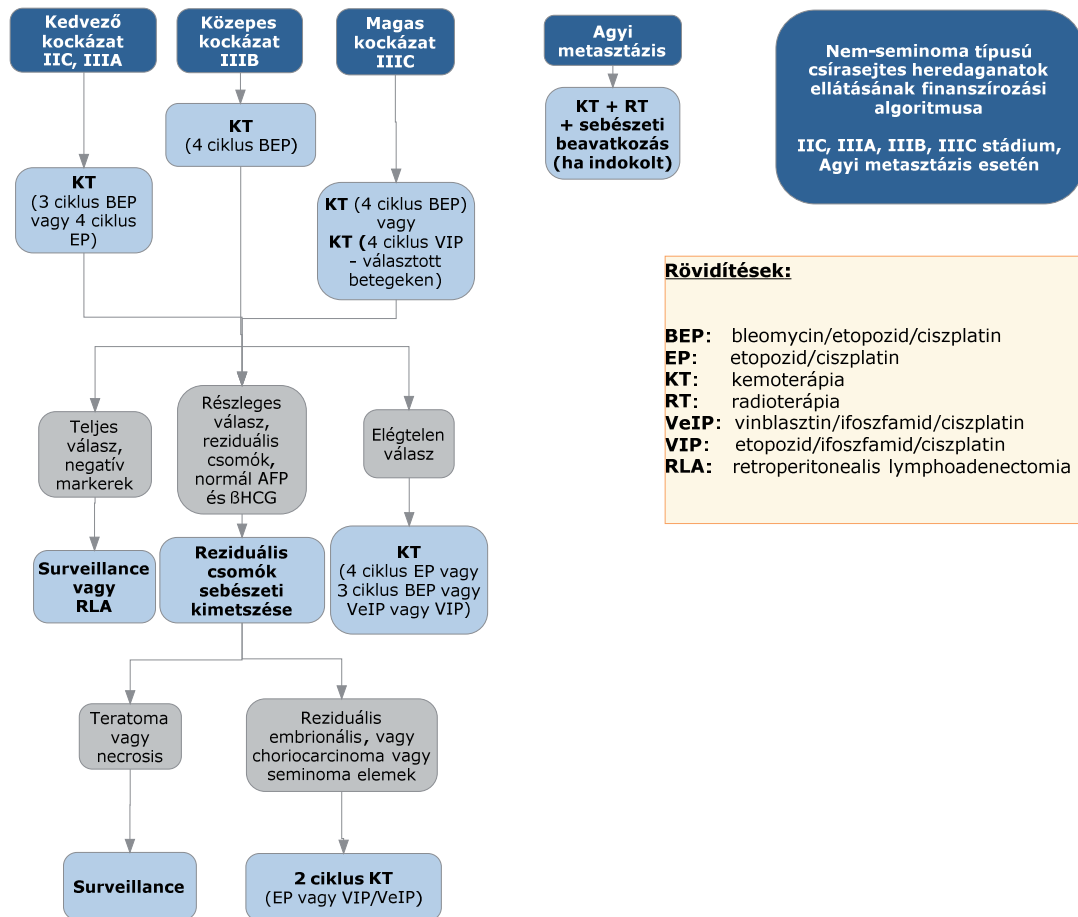 Kedvező
kockázat
IIC, IIIA
Közepes
kockázat
IIIB
Magas
kockázat
IIIC
Agyi
metasztázis
Nem-seminoma típusú
csírasejtes heredaganatok
ellátásának finanszírozási
algoritmusa
IIC, IIIA, IIIB, IIIC stádium,
Agyi metasztázis esetén
KT
(3 ciklus BEP
vagy 4 ciklus
EP)
KT
(4 ciklus BEP)
KT (4 ciklus BEP)
vagy
KT (4 ciklus VIP
- választott
betegeken)
KT + RT
+ sebészeti
beavatkozás
(ha indokolt)
Rövidítések:
BEP: bleomycin/etopozid/ciszplatin
EP: etopozid/ciszplatin
KT: kemoterápia
RT: radioterápia
VeIP: vinblasztin/ifoszfamid/ciszplatin
VIP: etopozid/ifoszfamid/ciszplatin
RLA: retroperitonealis lymphoadenectomia
Teljes
válasz,
negatív
markerek
Részleges
válasz,
reziduális
csomók,
normál AFP
és ßHCG
Elégtelen
válasz
Surveillance
vagy
RLA
Reziduális
csomók
sebészeti
kimetszése
KT
(4 ciklus EP vagy
3 ciklus BEP vagy
VeIP vagy VIP)
Teratoma
vagy
necrosis
Reziduális
embrionális, vagy
choriocarcinoma vagy
seminoma elemek
Surveillance
2 ciklus KT
(EP vagy VIP/VeIP)